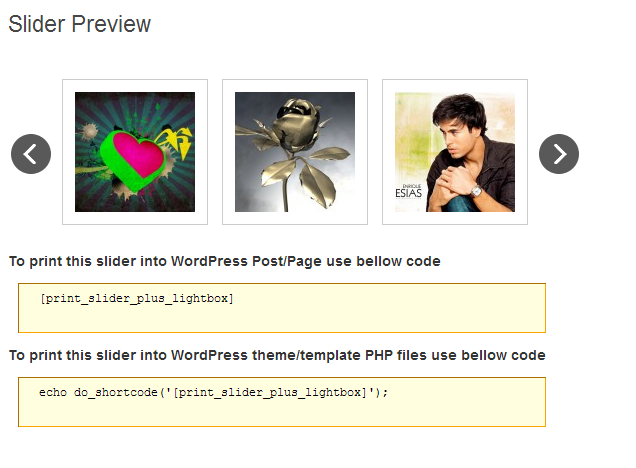 Slider Preview
ENRIQUE
ESIAS
To print this slider into WordPress Post/Page use bellow code
[print_slider_plus_lightbox]
To print this slider into WordPress theme/template PHP files use bellow code
echo do_shortcode('[print_slider_plus_lightbox]');